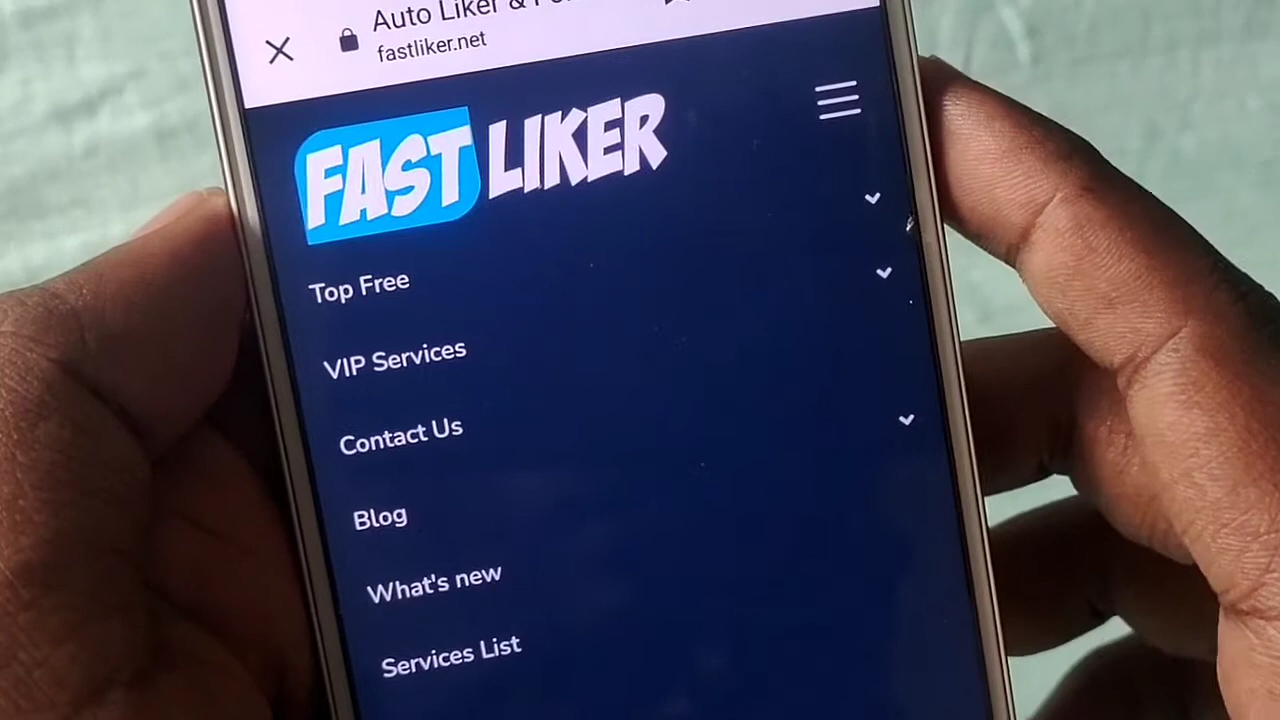 Auto Liker &
fastliker.net
FAST LIKER
Top Free
VIP Services
Contact Us
Blog
What's new
Services List